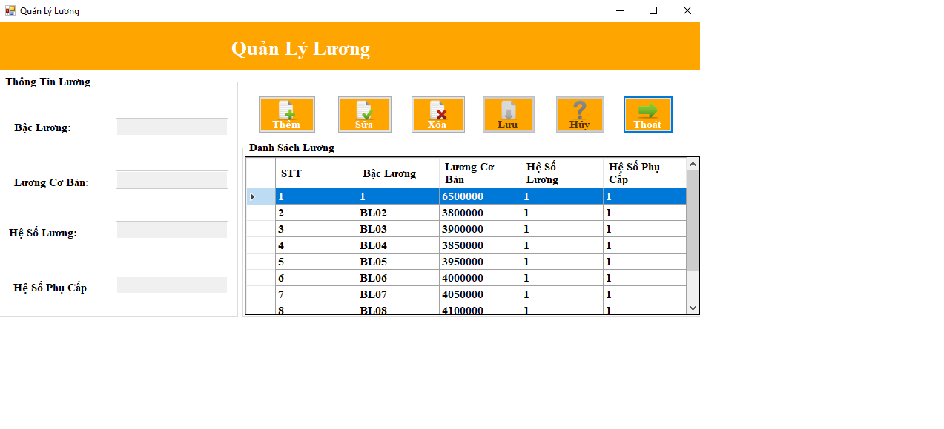 Quản Lý Lương
Quản Lý Lương
Thông Tin Lương
Bậc Lương:
Lương Cơ Bản:
Hệ Số Lương:
Hệ Số Phụ Cấp
Thêm Sửa Xóa Lưu Hủy Thoát
Danh Sách Lương
STT Bậc Lương Lương Cơ Bản Hệ Số Lương Hệ Số Phụ Cấp
1 1 6500000 1 1
2 BL02 3800000 1 1
3 BL03 3900000 1 1
4 BL04 3850000 1 1
5 BL05 3950000 1 1
6 BL06 4000000 1 1
7 BL07 4050000 1 1
8 BL08 4100000 1 1